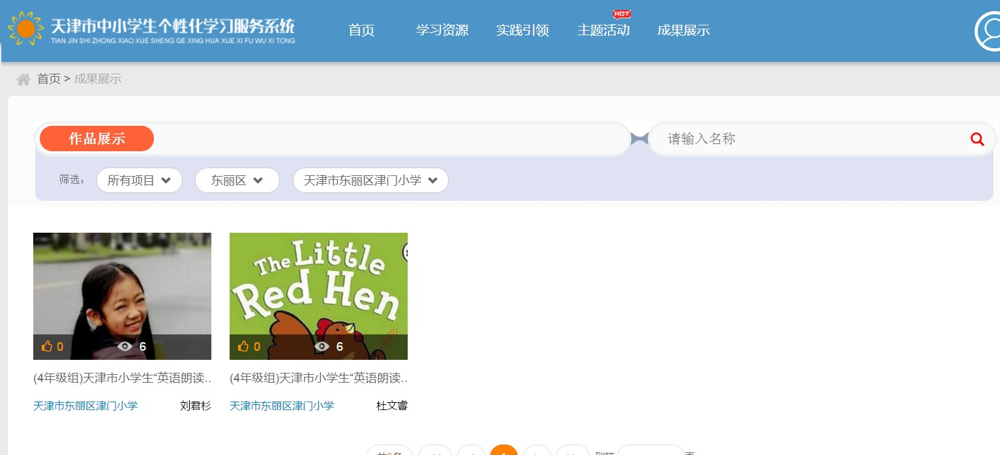 天津市中小学生个性化学习服务系统
TIAN JIN SHI ZHONG XIAO XUE SHENG GE XING HUA XUE XI FU WU XI TONG
首页 学习资源 实践引领 主题活动 HOT 成果展示
首页 > 成果展示
作品展示 请输入名称
筛选： 所有项目 东丽区 天津市东丽区津门小学
The Little
Red Hen
0 6 0 6
(4年级组)天津市小学生“英语朗读.. (4年级组)天津市小学生“英语朗读..
天津市东丽区津门小学 刘君杉 天津市东丽区津门小学 杜文睿